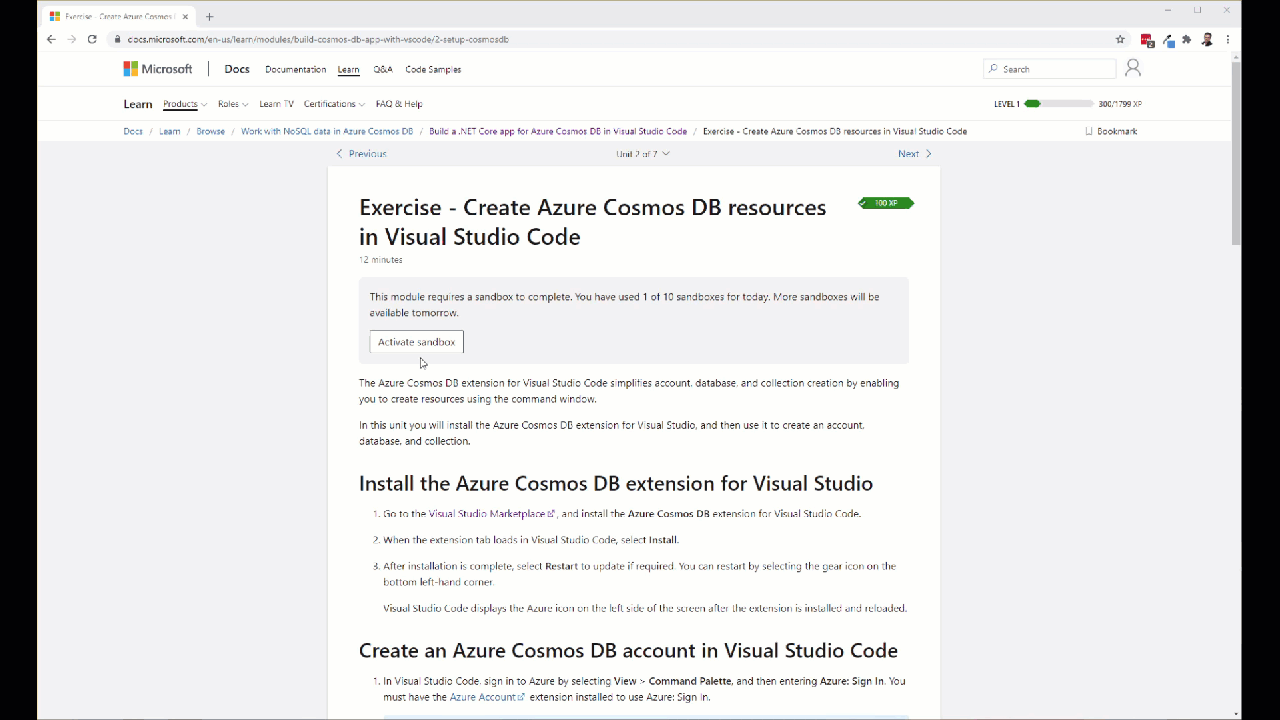 Exercise - Create Azure Cosmos D
docs.microsoft.com/en-us/learn/modules/build-cosmos-db-app-with-vscode/2-setup-cosmosdb
2
Microsoft | Docs Documentation Learn Q&A Code Samples Search
Learn Products Roles Learn TV Certifications FAQ & Help LEVEL 1 300/1799 XP
Docs / Learn / Browse / Work with NoSQL data in Azure Cosmos DB / Build a .NET Core app for Azure Cosmos DB in Visual Studio Code / Exercise - Create Azure Cosmos DB resources in Visual Studio Code Bookmark
Previous Unit 2 of 7 Next
Exercise - Create Azure Cosmos DB resources
in Visual Studio Code
100 XP
12 minutes
This module requires a sandbox to complete. You have used 1 of 10 sandboxes for today. More sandboxes will be
available tomorrow.
Activate sandbox
The Azure Cosmos DB extension for Visual Studio Code simplifies account, database, and collection creation by enabling
you to create resources using the command window.
In this unit you will install the Azure Cosmos DB extension for Visual Studio, and then use it to create an account,
database, and collection.
Install the Azure Cosmos DB extension for Visual Studio
1. Go to the Visual Studio Marketplace, and install the Azure Cosmos DB extension for Visual Studio Code.
2. When the extension tab loads in Visual Studio Code, select Install.
3. After installation is complete, select Restart to update if required. You can restart by selecting the gear icon on the
bottom left-hand corner.
Visual Studio Code displays the Azure icon on the left side of the screen after the extension is installed and reloaded.
Create an Azure Cosmos DB account in Visual Studio Code
1. In Visual Studio Code, sign in to Azure by selecting View > Command Palette, and then entering Azure: Sign In. You
must have the Azure Account extension installed to use Azure: Sign In.